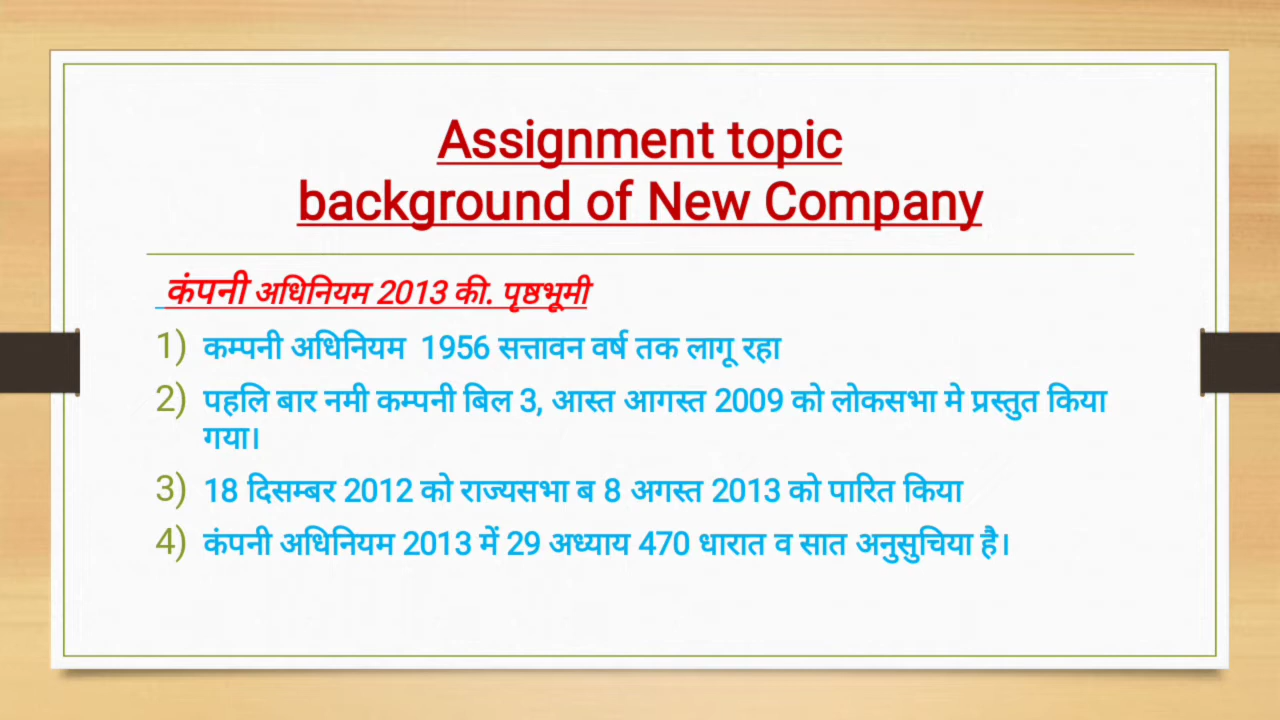 Assignment topic
background of New Company
कंपनी अधिनियम 2013 की. पृष्ठभूमी
1) कम्पनी अधिनियम 1956 सत्तावन वर्ष तक लागू रहा
2) पहलि बार नमी कम्पनी बिल 3, आस्त आगस्त 2009 को लोकसभा मे प्रस्तुत किया
गया।
3) 18 दिसम्बर 2012 को राज्यसभा ब 8 अगस्त 2013 को पारित किया
4) कंपनी अधिनियम 2013 में 29 अध्याय 470 धारात व सात अनुसुचिया है।